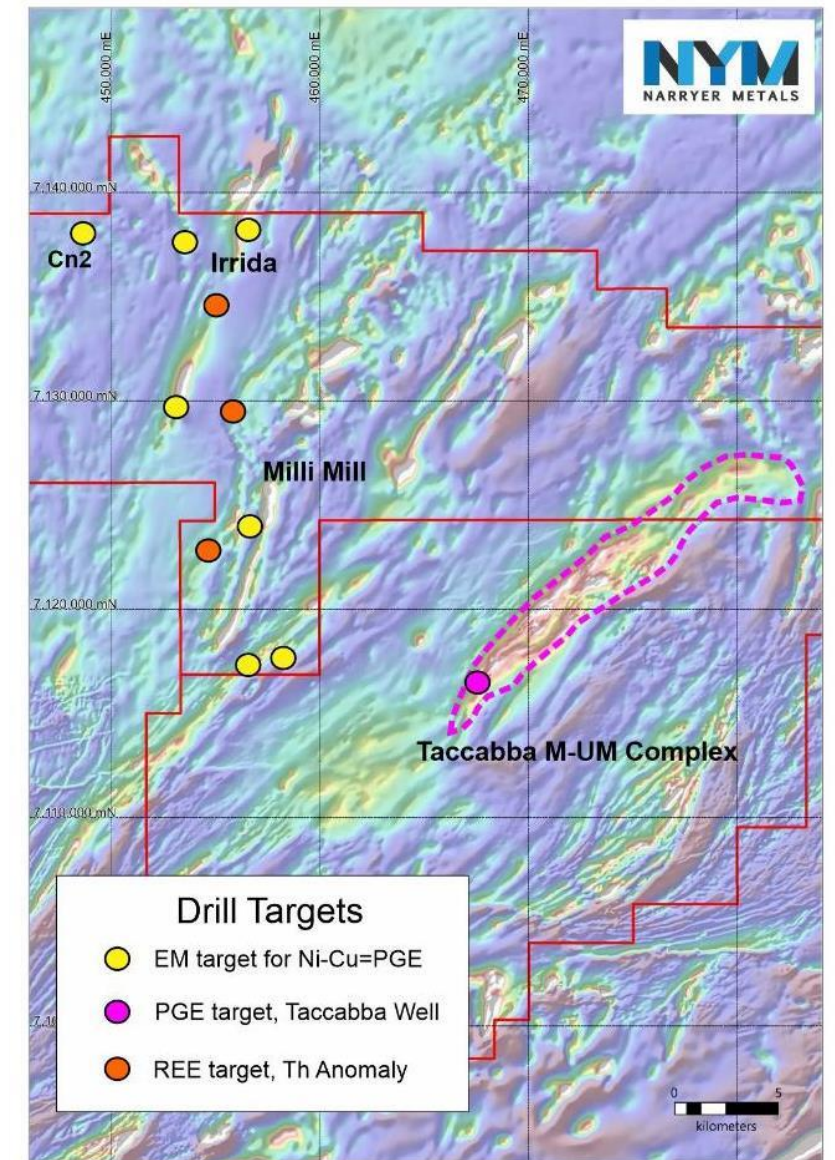 450,000 mE
460,000 mE
470,000 mE
NYM
NARRYER METALS
7,140,000 mN
Cn2
Irrida
7,130,000 mN
Milli Mill
7,120,000 mN
Taccabba M-UM Complex
7,110,000 mN
Drill Targets
EM target for Ni-Cu=PGE
PGE target, Taccabba Well
REE target, Th Anomaly
0 5
kilometers